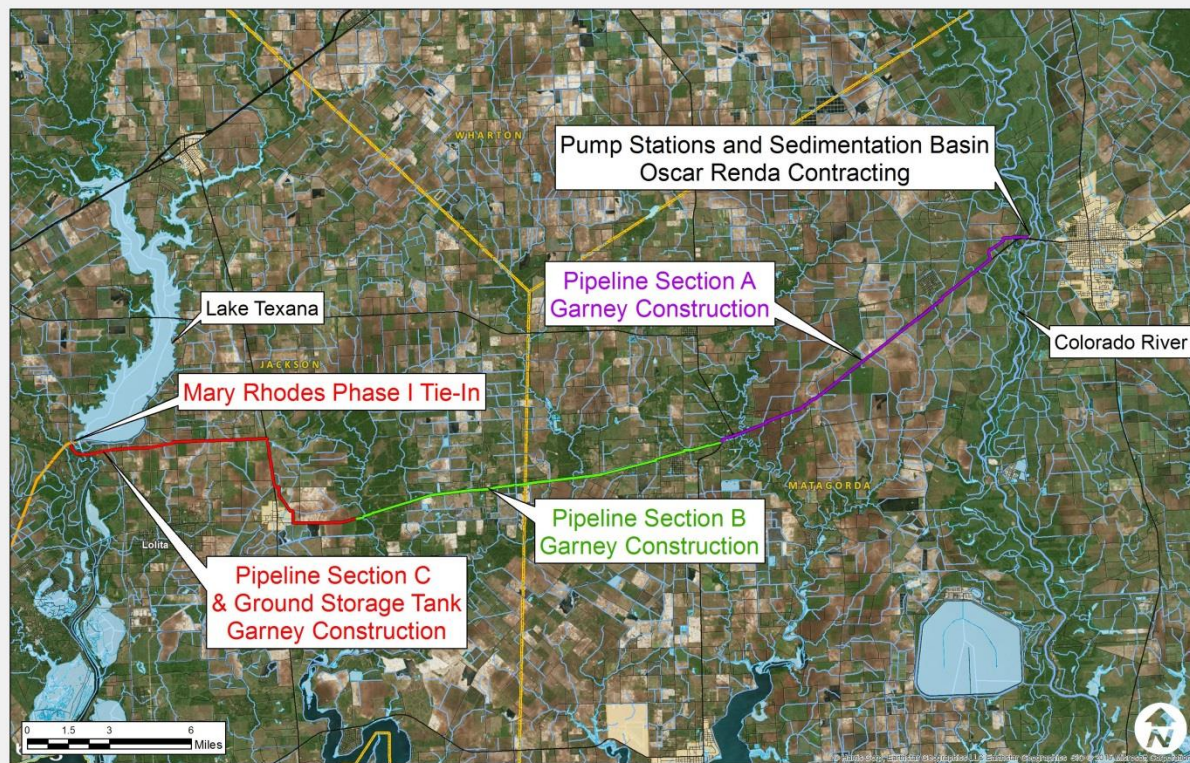 WHARTON
Pump Stations and Sedimentation Basin
Oscar Renda Contracting
Pipeline Section A
Garney Construction
Lake Texana
Colorado River
JACKSON
Mary Rhodes Phase I Tie-In
MATAGORDA
Pipeline Section B
Garney Construction
Lolita
Pipeline Section C
& Ground Storage Tank
Garney Construction
0 1.5 3 6
Miles
N